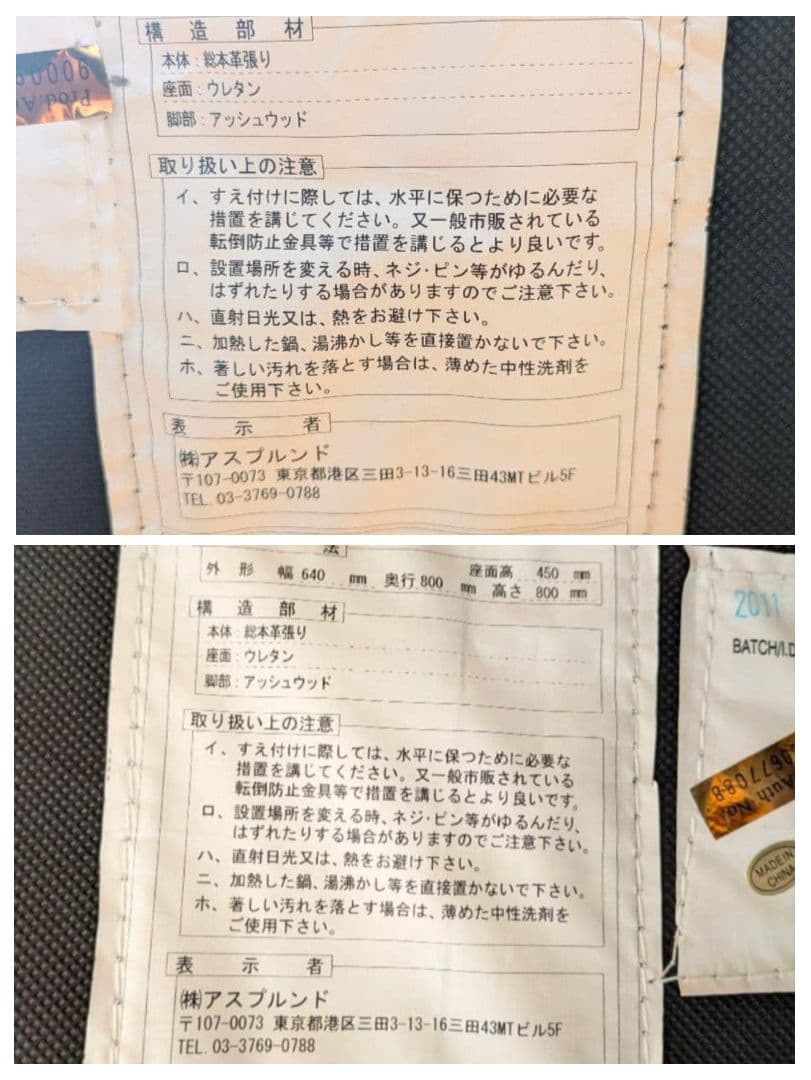 構造部材
本体：総本革張り
座面：ウレタン
脚部：アッシュウッド
取り扱い上の注意
イ、すえ付けに際しては、水平に保つために必要な
措置を講じてください。又一般市販されている
転倒防止金具等で措置を講じるとより良いです。
ロ、設置場所を変える時、ネジ・ピン等がゆるんだり、
はずれたりする場合がありますのでご注意下さい。
ハ、直射日光又は、熱をお避け下さい。
ニ、加熱した鍋、湯沸かし等を直接置かないで下さい。
ホ、著しい汚れを落とす場合は、薄めた中性洗剤を
ご使用下さい。
表示者
㈱アスプルンド
〒107-0073 東京都港区三田3-13-16三田43MTビル5F
TEL. 03-3769-0788
法
外形 幅 640 mm 奥行 800 mm 座面高 450 mm
高さ 800 mm
構造部材
本体：総本革張り
座面：ウレタン
脚部：アッシュウッド
取り扱い上の注意
イ、すえ付けに際しては、水平に保つために必要な
措置を講じてください。又一般市販されている
転倒防止金具等で措置を講じるとより良いです。
ロ、設置場所を変える時、ネジ・ピン等がゆるんだり、
はずれたりする場合がありますのでご注意下さい。
ハ、直射日光又は、熱をお避け下さい。
ニ、加熱した鍋、湯沸かし等を直接置かないで下さい。
ホ、著しい汚れを落とす場合は、薄めた中性洗剤を
ご使用下さい。
表示者
㈱アスプルンド
〒107-0073 東京都港区三田3-13-16三田43MTビル5F
TEL. 03-3769-0788
2011
BATCH/I.D
Auth No.
MADE IN
CHINA